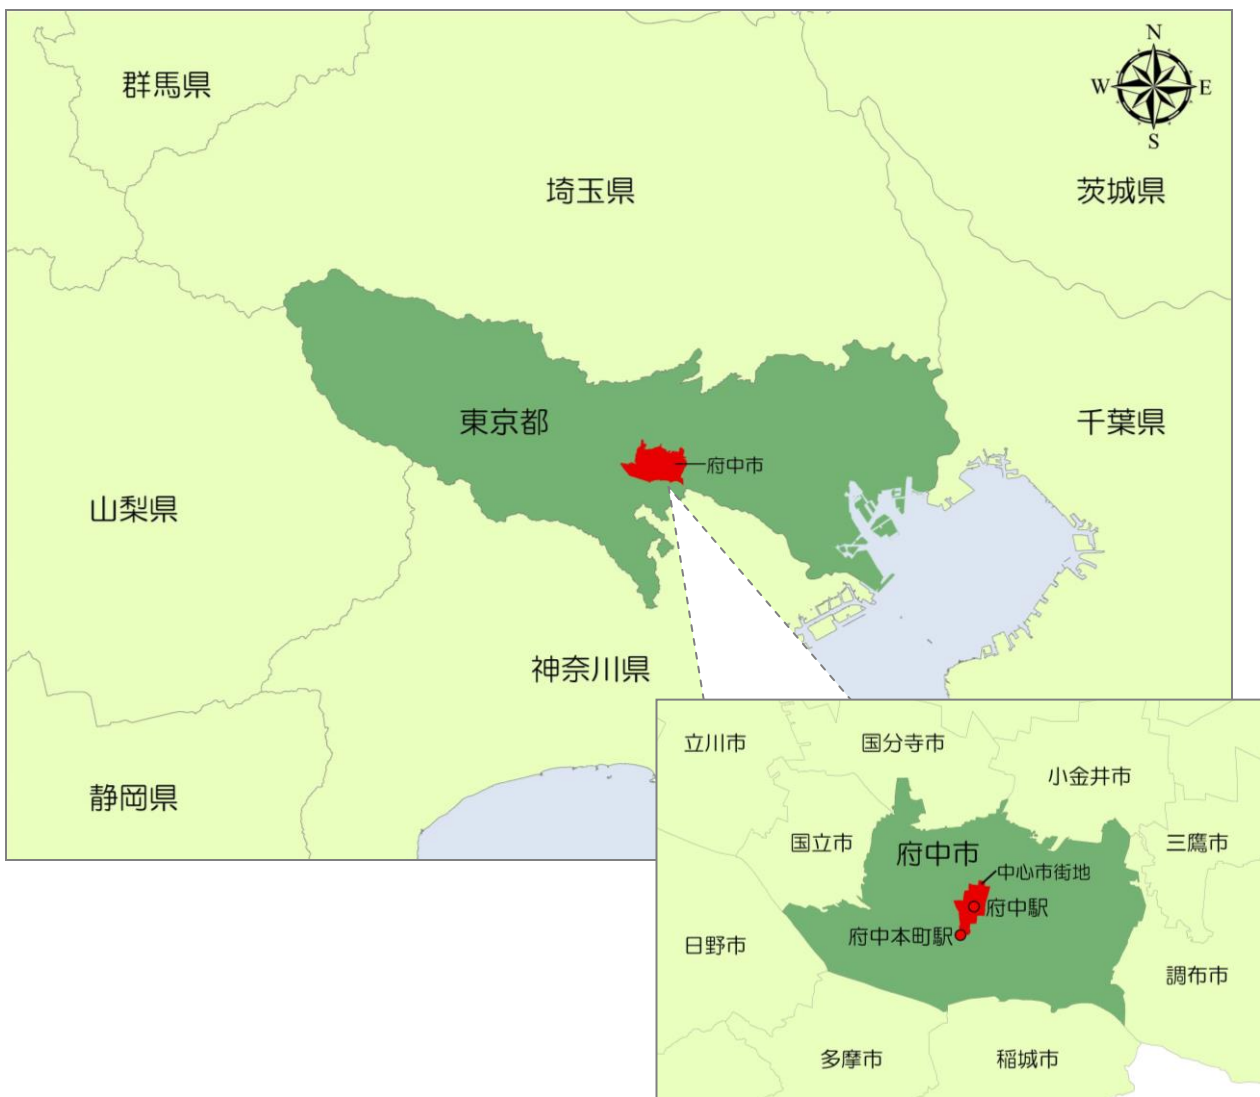 N
W
E
S
群馬県
埼玉県
茨城県
東京都
千葉県
府中市
山梨県
神奈川県
静岡県
立川市
国分寺市
小金井市
国立市
府中市
三鷹市
中心市街地
府中駅
府中本町駅
日野市
調布市
多摩市
稲城市